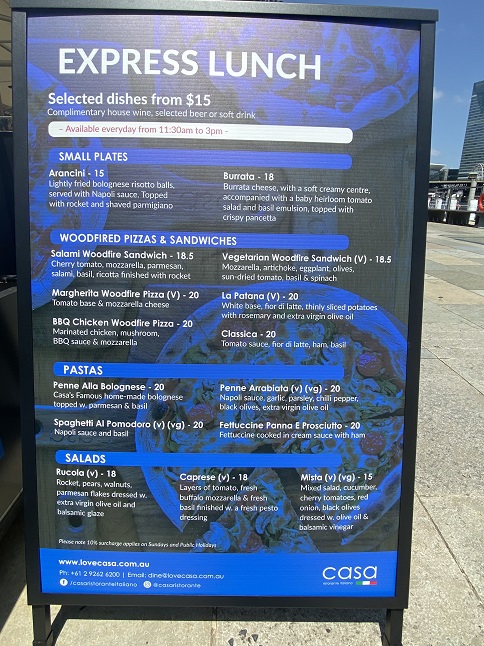 EXPRESS LUNCH
Selected dishes from $15
Complimentary house wine, selected beer or soft drink
- Available everyday from 11:30am to 3pm -
SMALL PLATES
Arancini - 15
Lightly fried bolognese risotto balls,
served with Napoli sauce. Topped
with rocket and shaved parmigiano
Burrata - 18
Burrata cheese, with a soft creamy centre,
accompanied with a baby heirloom tomato
salad and basil emulsion, topped with
crispy pancetta
WOODFIRED PIZZAS & SANDWICHES
Salami Woodfire Sandwich - 18.5
Cherry tomato, mozzarella, parmesan,
salami, basil, ricotta finished with rocket
Vegetarian Woodfire Sandwich (V) - 18.5
Mozzarella, artichoke, eggplant, olives,
sun-dried tomato, basil & spinach
Margherita Woodfire Pizza (V) - 20
Tomato base & mozzarella cheese
La Patana (V) - 20
White base, fior di latte, thinly sliced potatoes
with rosemary and extra virgin olive oil
BBQ Chicken Woodfire Pizza - 20
Marinated chicken, mushroom,
BBQ sauce & mozzarella
Classica - 20
Tomato sauce, fior di latte, ham, basil
PASTAS
Penne Alla Bolognese - 20
Casa's Famous home-made bolognese
topped w. parmesan & basil
Penne Arrabiata (v) (vg) - 20
Napoli sauce, garlic, parsley, chilli pepper,
black olives, extra virgin olive oil
Spaghetti Al Pomodoro (v) (vg) - 20
Napoli sauce and basil
Fettuccine Panna E Prosciutto - 20
Fettuccine cooked in cream sauce with ham
SALADS
Rucola (v) - 18
Rocket, pears, walnuts,
parmesan flakes dressed w.
extra virgin olive oil and
balsamic glaze
Caprese (v) - 18
Layers of tomato, fresh
buffalo mozzarella & fresh
basil finished w. a fresh pesto
dressing
Mista (v) (vg) - 15
Mixed salad, cucumber,
cherry tomatoes, red
onion, black olives
dressed w. olive oil &
balsamic vinegar
Please note 10% surcharge applies on Sundays and Public Holidays
www.lovecasa.com.au
Ph: +61 2 9262 6200 | Email: dine@lovecasa.com.au
/casaristoranteitaliano @casaristorante
casa
ristorante italiano